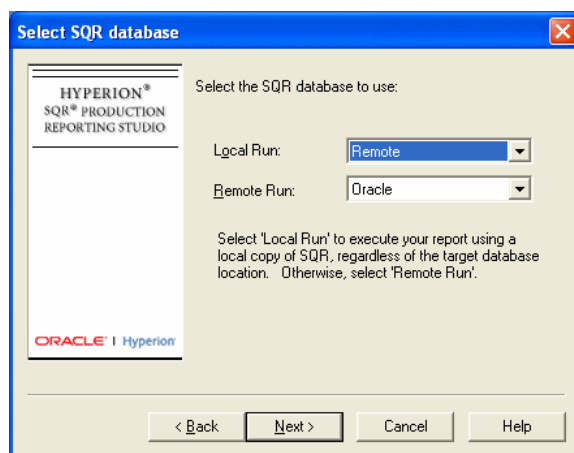 Select SQR database
HYPERION®
SQR® PRODUCTION
REPORTING STUDIO
Select the SQR database to use:
Local Run:
Remote
Remote Run:
Oracle
Select 'Local Run' to execute your report using a
local copy of SQR, regardless of the target database
location. Otherwise, select 'Remote Run'.
ORACLE' | Hyperion
< Back
Next >
Cancel
Help